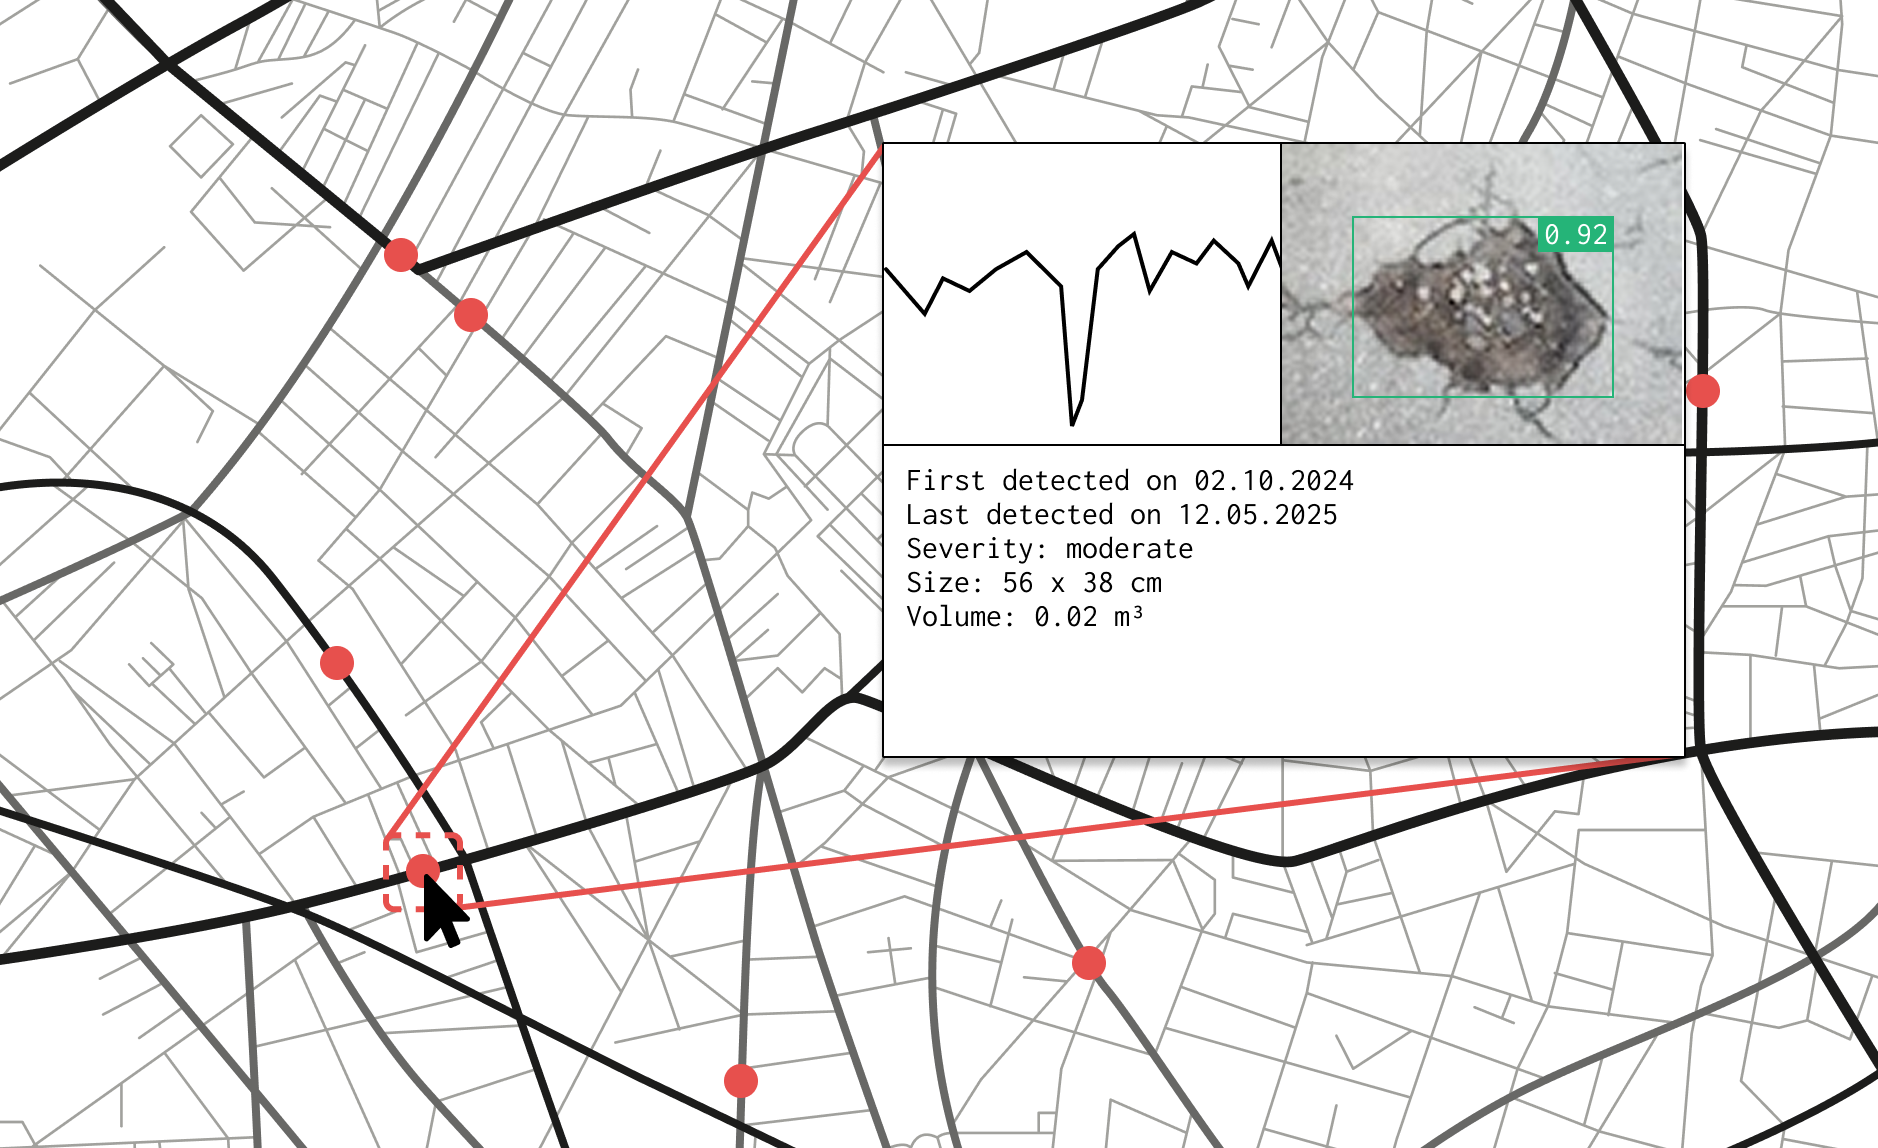 0.92
First detected on 02.10.2024
Last detected on 12.05.2025
Severity: moderate
Size: 56 x 38 cm
Volume: 0.02 m³